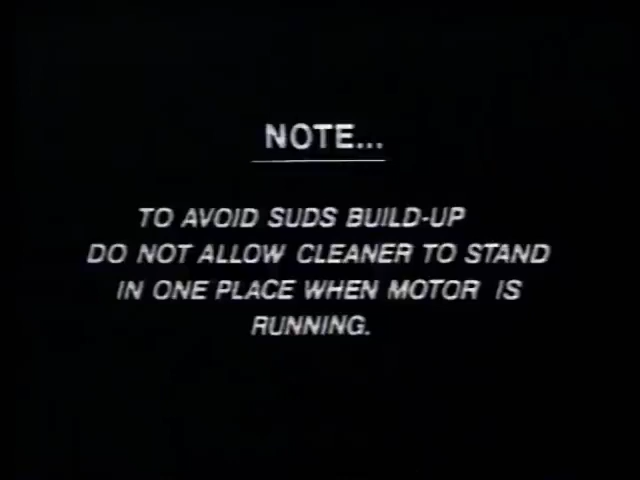 NOTE...
TO AVOID SUDS BUILD-UP
DO NOT ALLOW CLEANER TO STAND
IN ONE PLACE WHEN MOTOR IS
RUNNING.